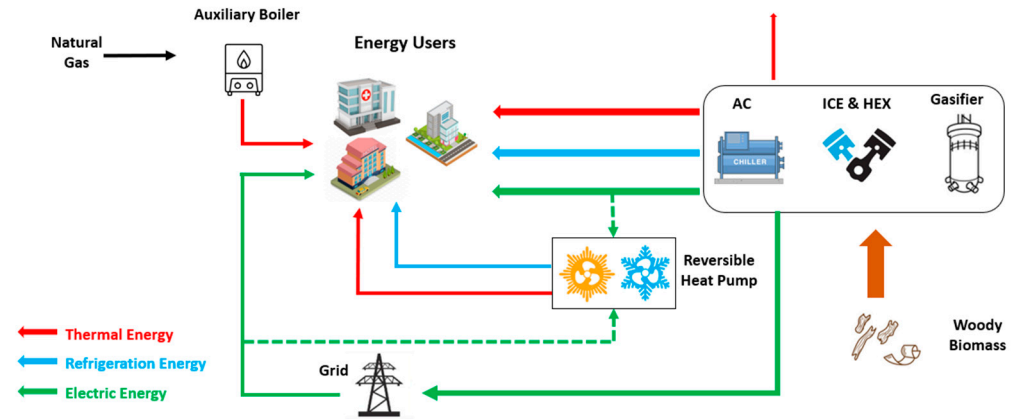 Auxiliary Boiler
Natural
Gas
Energy Users
AC
ICE & HEX
Gasifier
IN
CHILLER
Reversible
Heat Pump
Thermal Energy
Refrigeration Energy
Electric Energy
Grid
Woody
Biomass